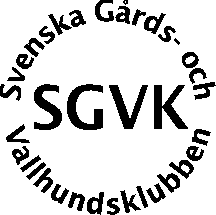 Svenska Gårds- och
SGVK
Vallhundsklubben